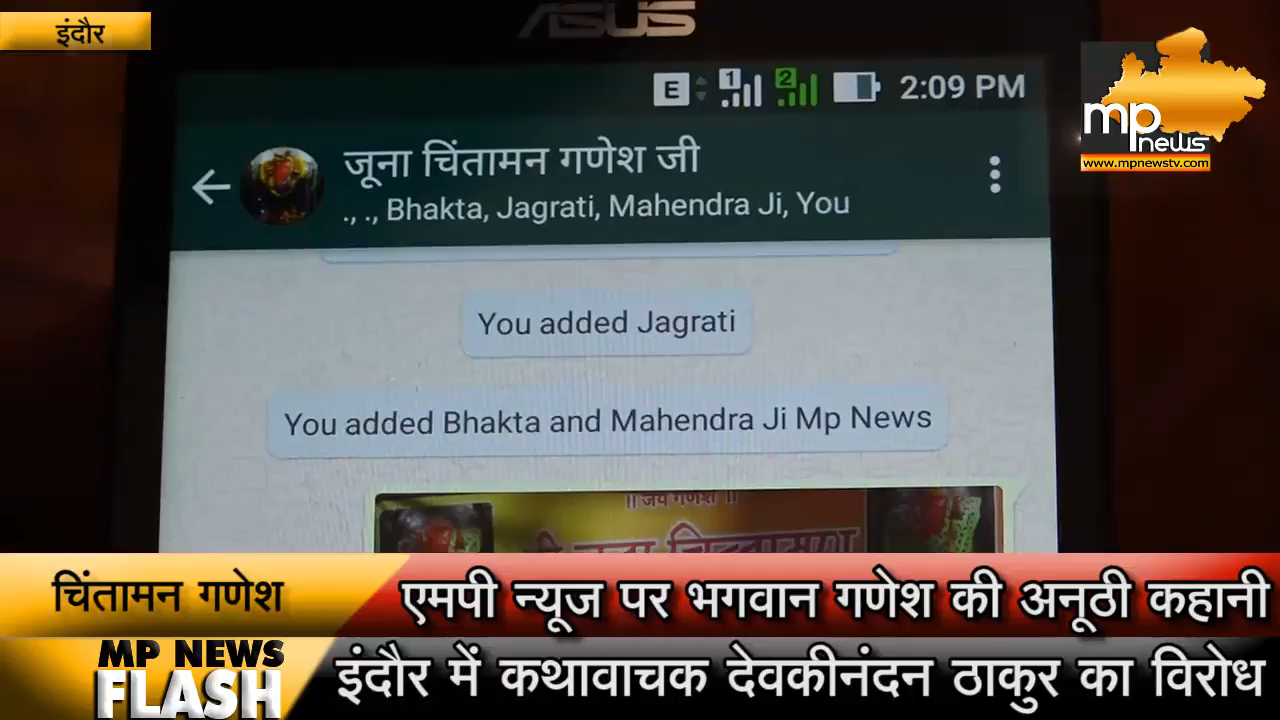 इंदौर
ASUS
E 1 2 2:09 PM
mp
news
www.mpnewstv.com
जूना चिंतामन गणेश जी
., ., Bhakta, Jagrati, Mahendra Ji, You
You added Jagrati
You added Bhakta and Mahendra Ji Mp News
॥ जय गणेश ॥
चिंतामन गणेश
एमपी न्यूज पर भगवान गणेश की अनूठी कहानी
MP NEWS
FLASH
इंदौर में कथावाचक देवकीनंदन ठाकुर का विरोध